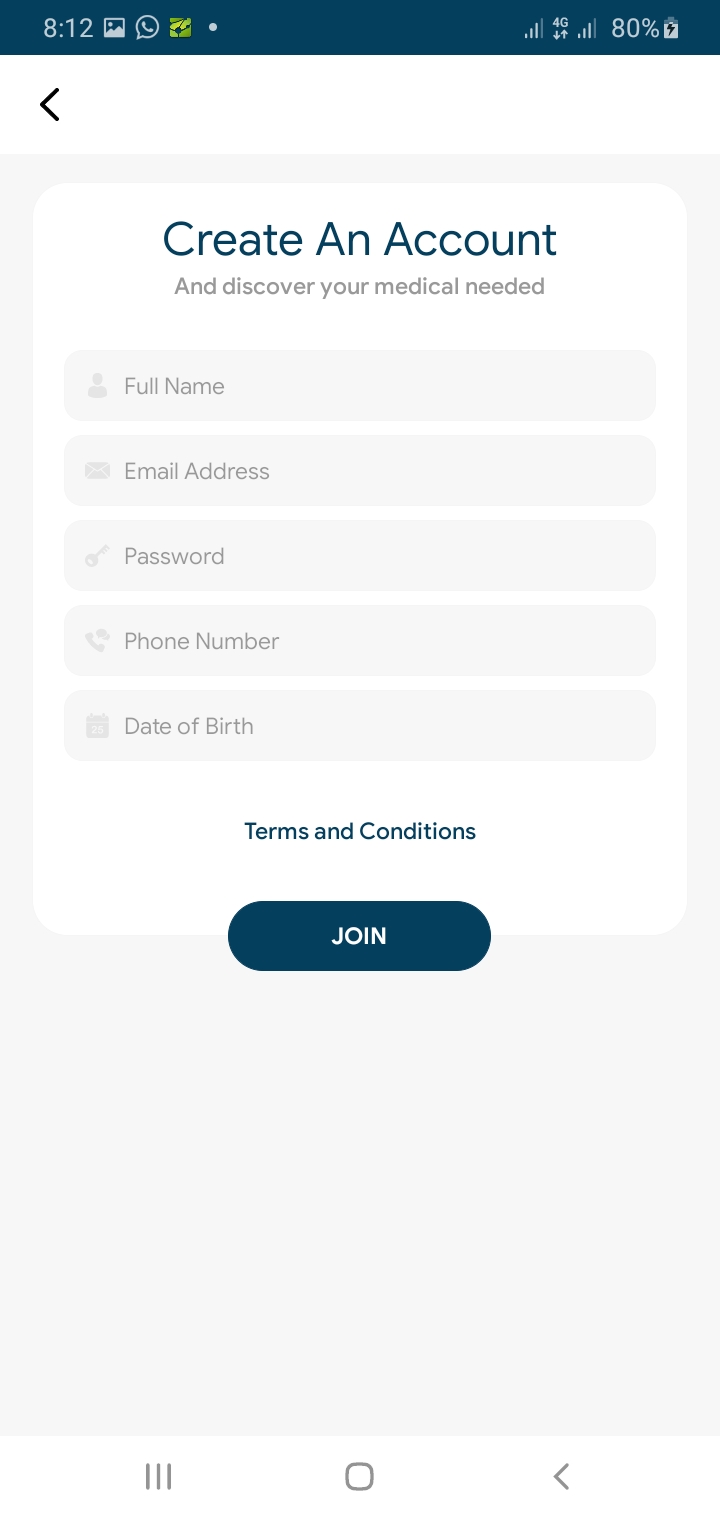 8:12
4G
80%
Create An Account
And discover your medical needed
Full Name
Email Address
Password
Phone Number
25
Date of Birth
Terms and Conditions
JOIN